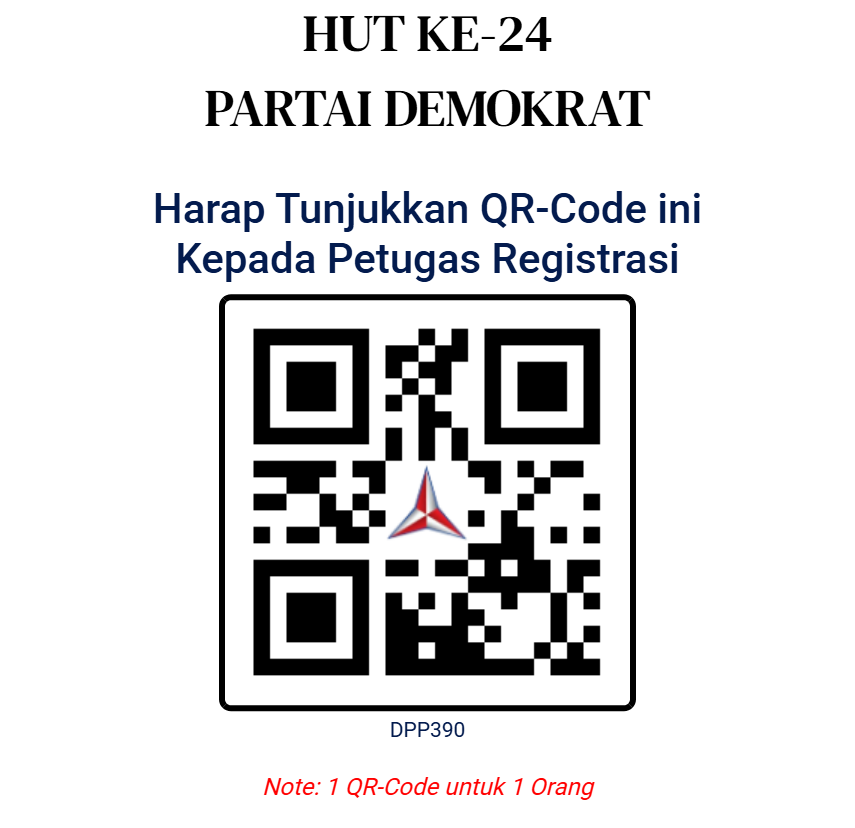 HUT KE-24
PARTAI DEMOKRAT
Harap Tunjukkan QR-Code ini
Kepada Petugas Registrasi
DPP390
Note: 1 QR-Code untuk 1 Orang